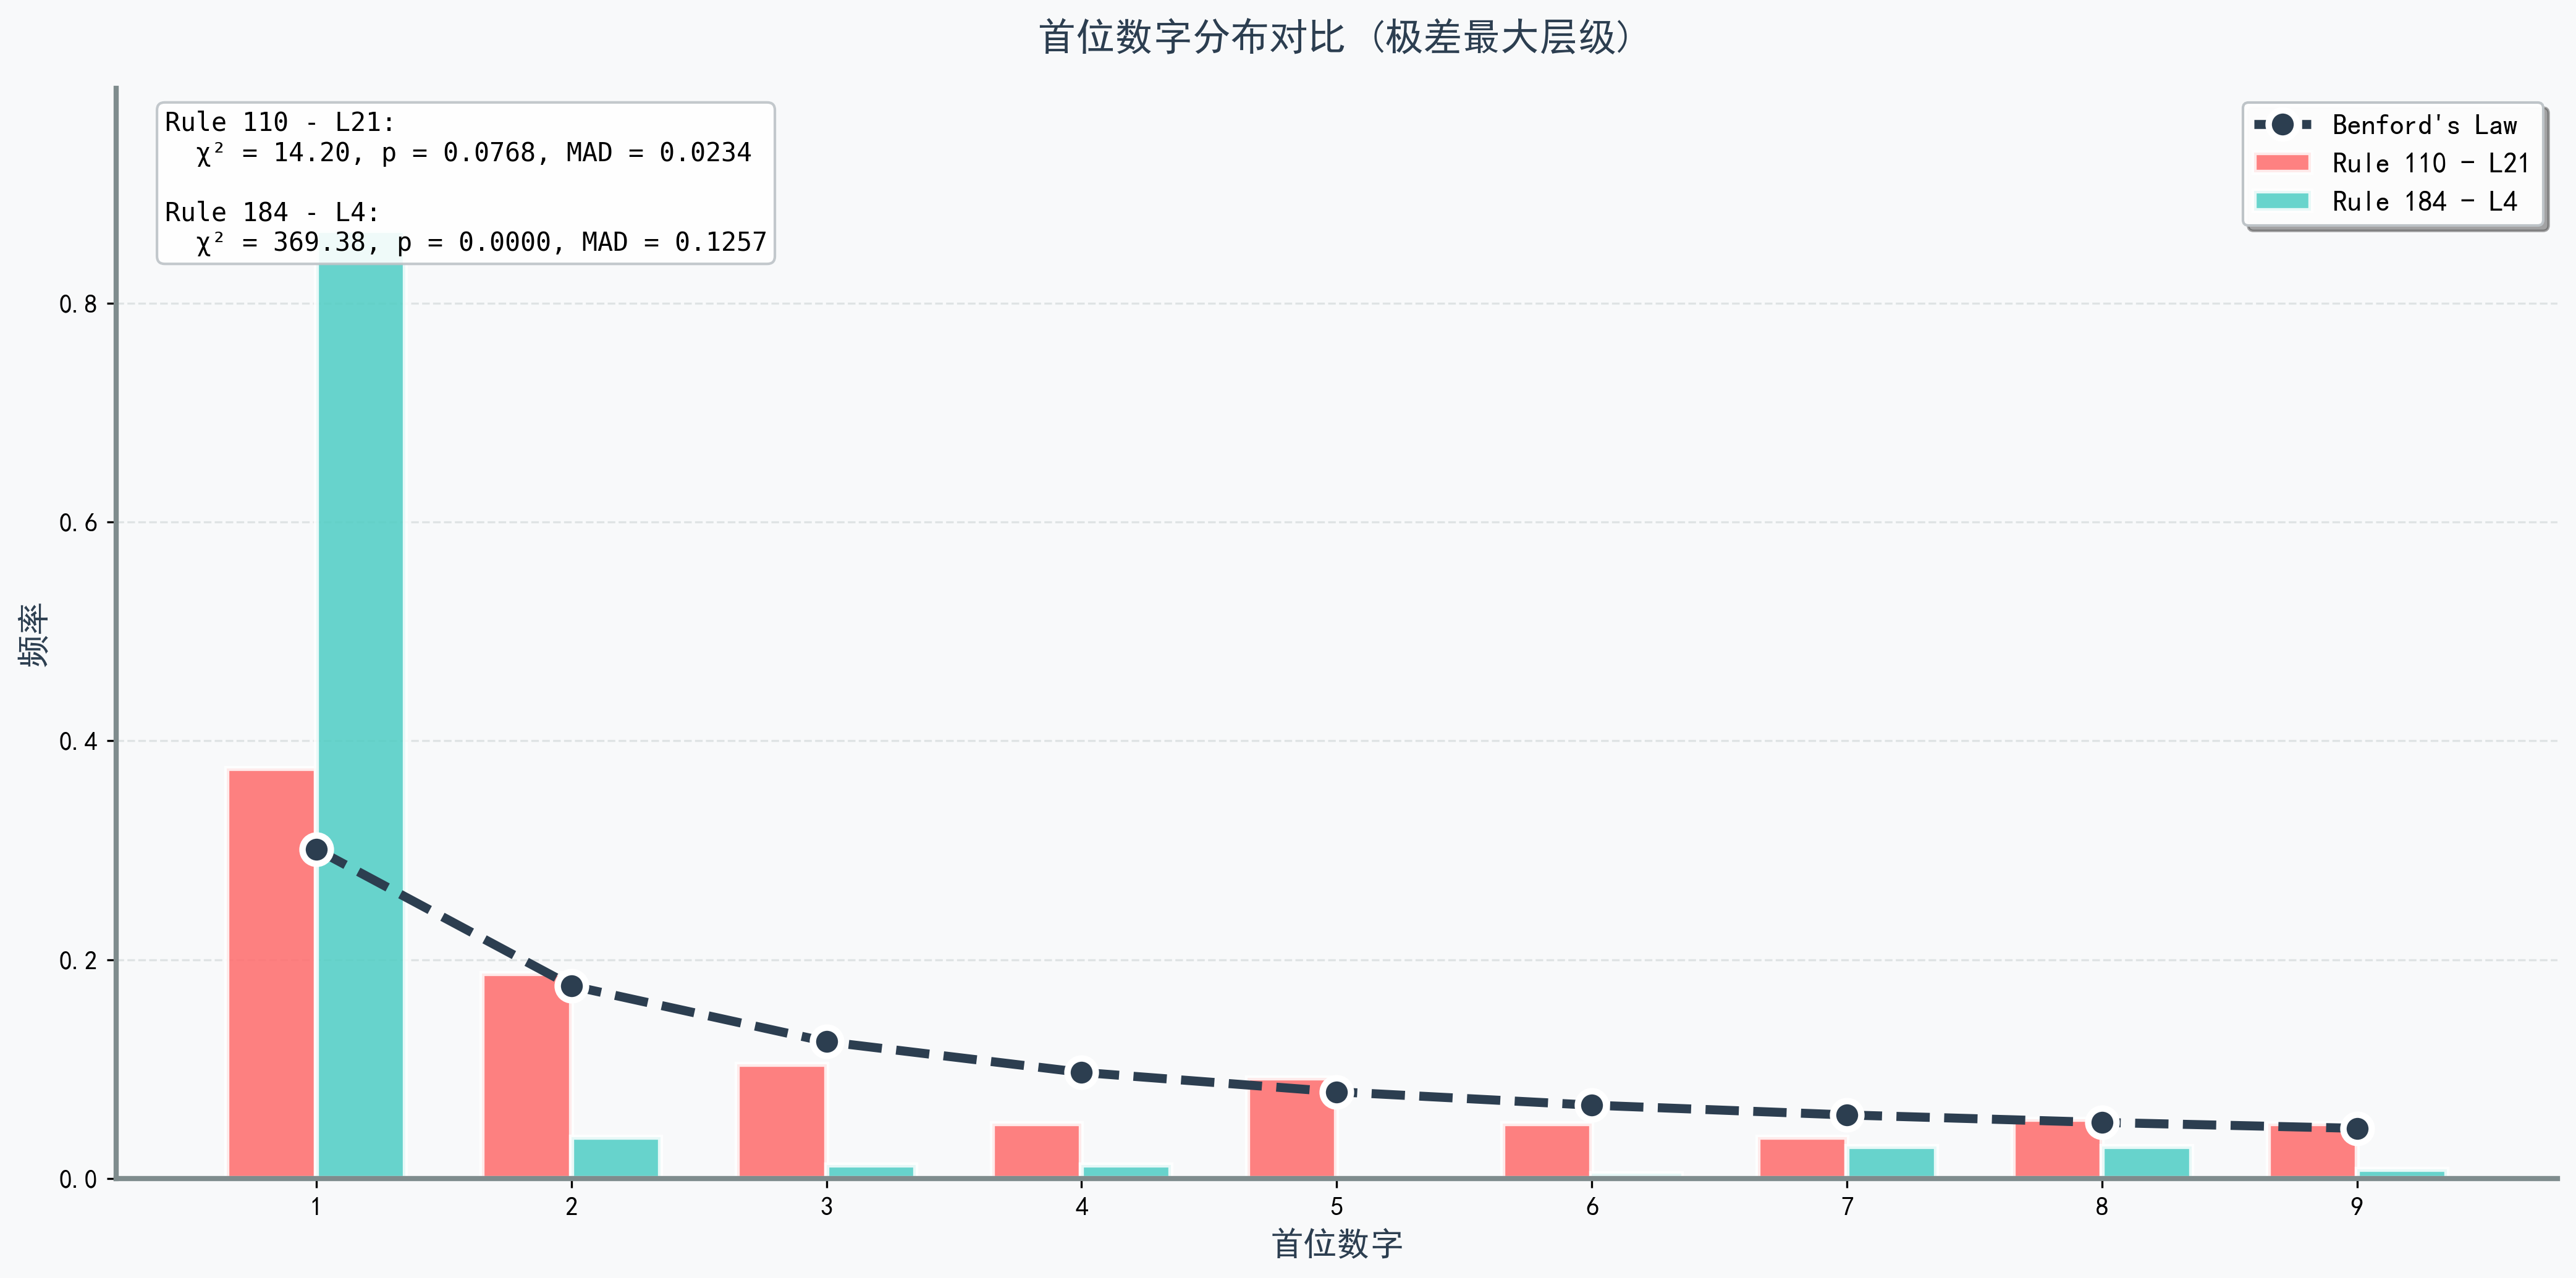 首位数字分布对比 (极差最大层级)
Rule 110 - L21:
χ² = 14.20, p = 0.0768, MAD = 0.0234
Rule 184 - L4:
χ² = 369.38, p = 0.0000, MAD = 0.1257
Benford's Law
Rule 110 - L21
Rule 184 - L4
频率
0.8
0.6
0.4
0.2
0.0
1 2 3 4 5 6 7 8 9
首位数字